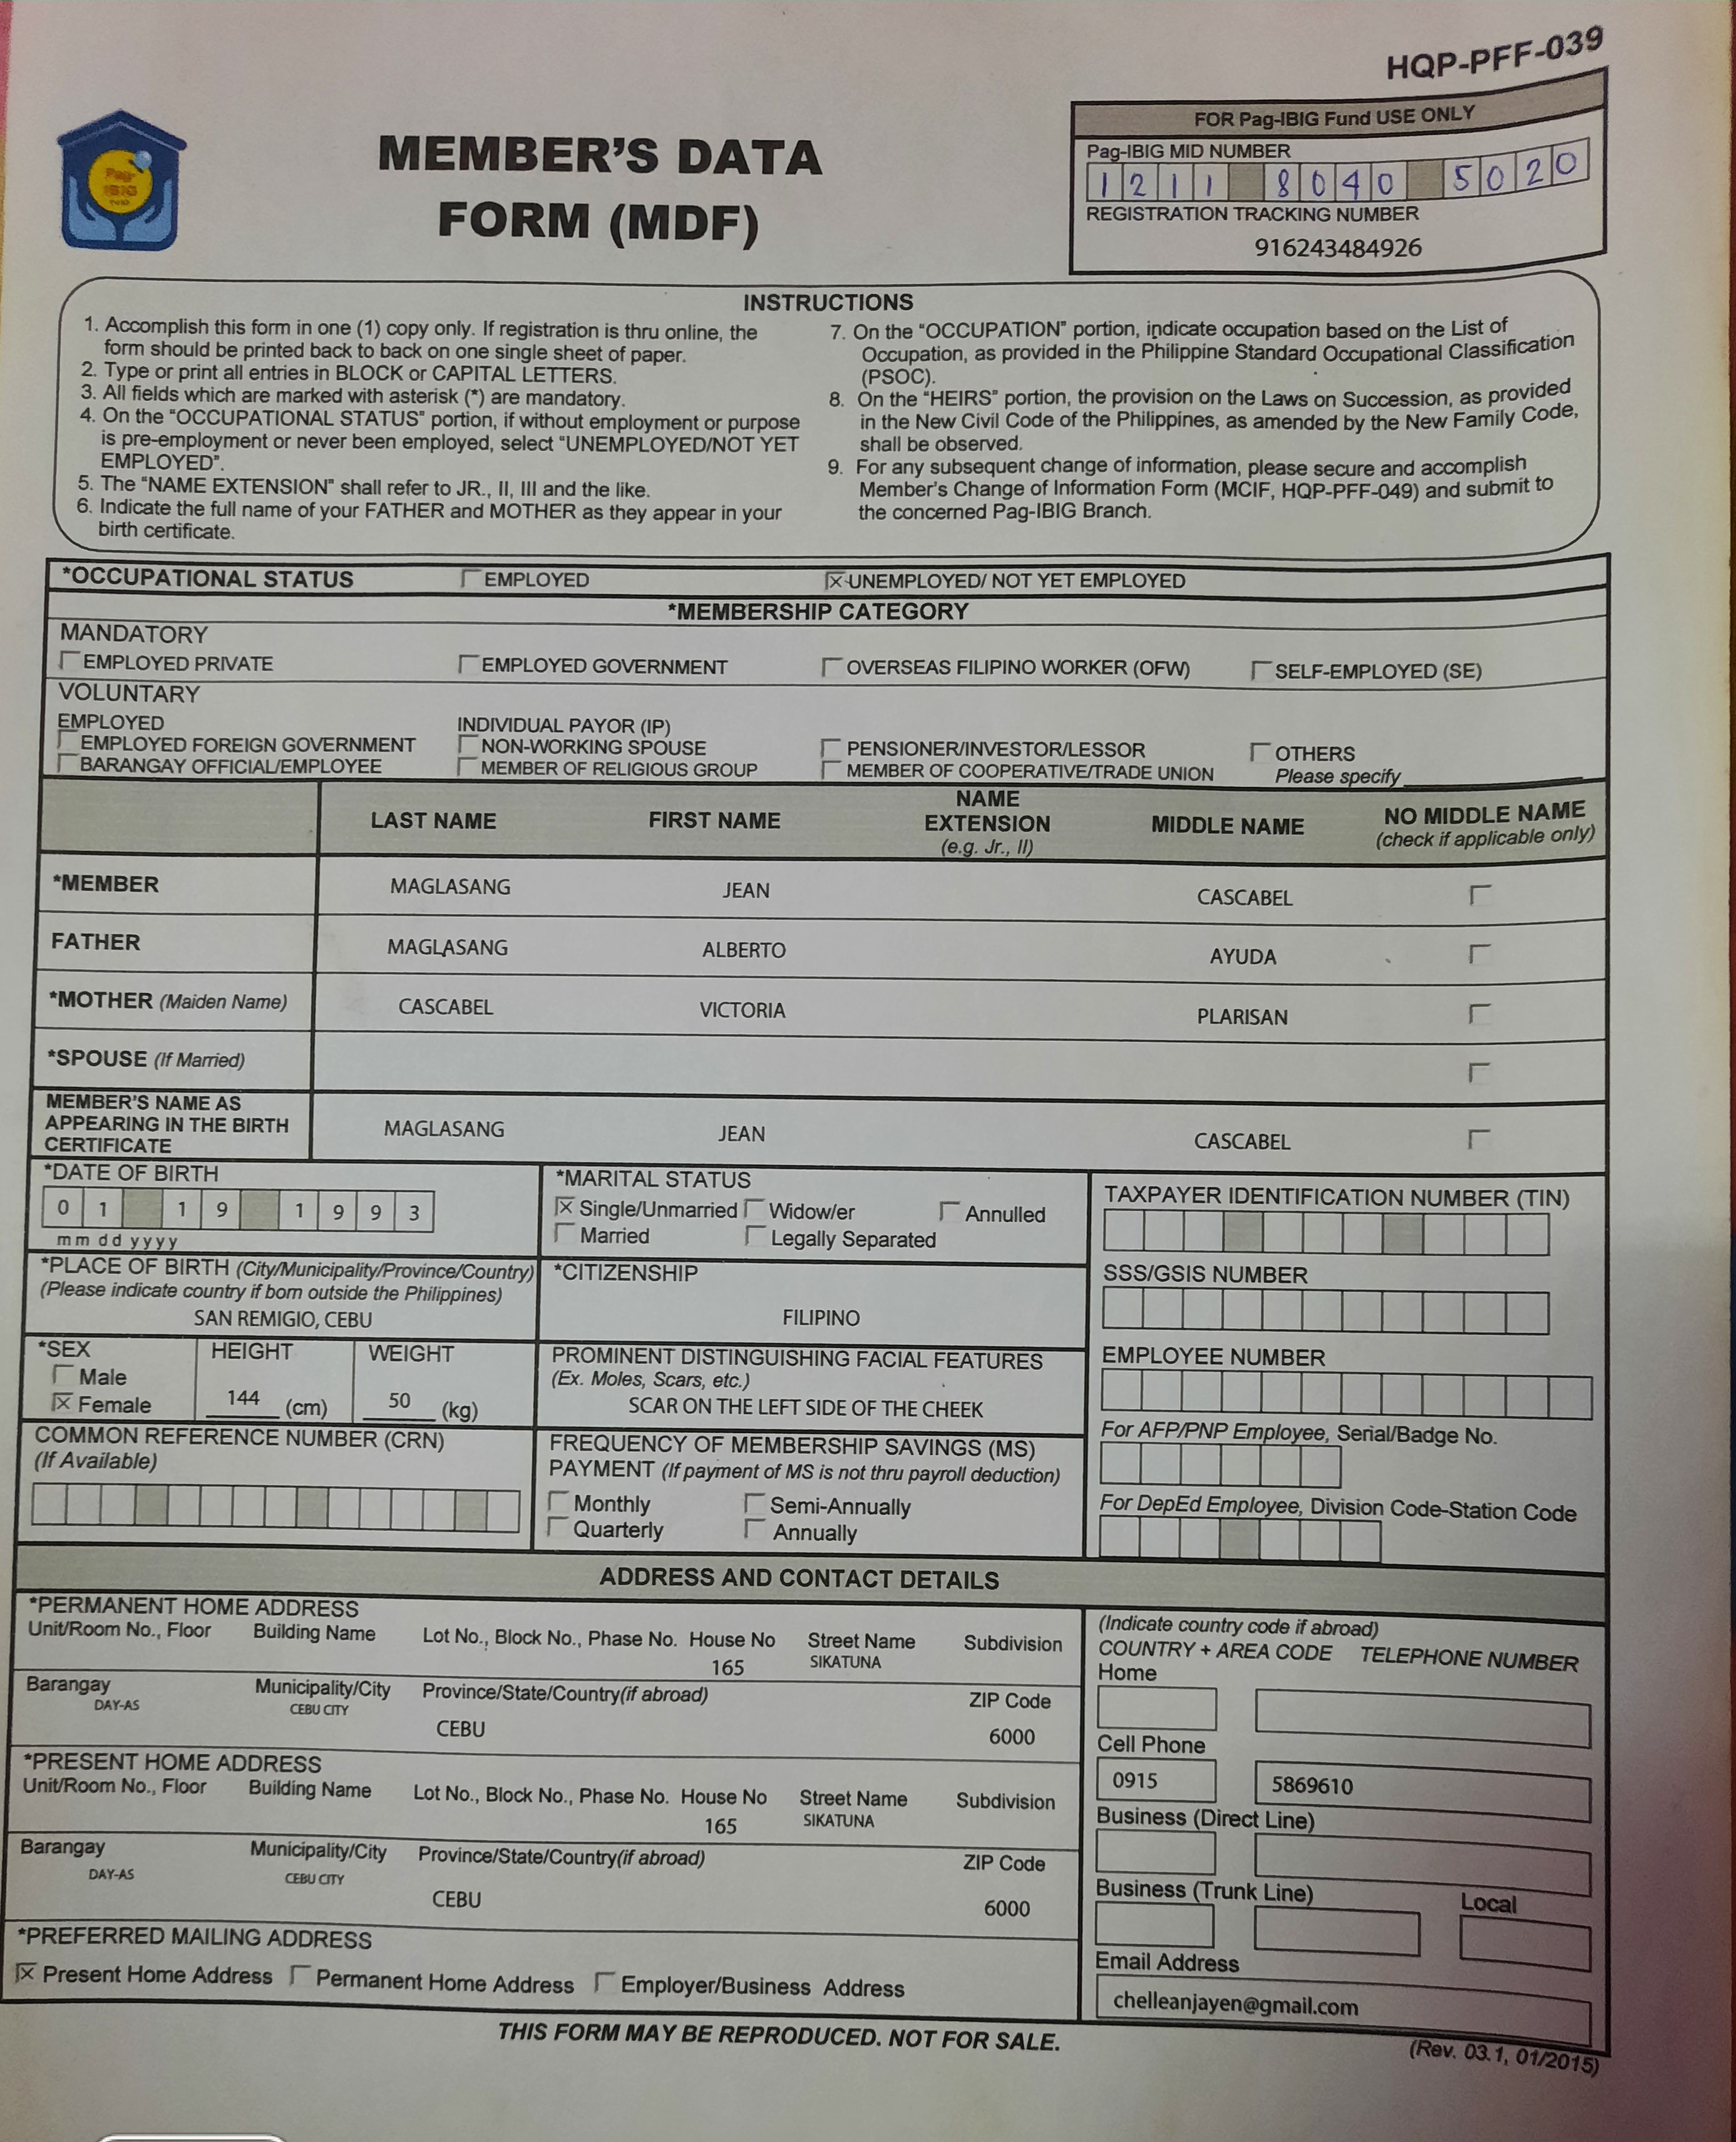 HQP-PFF-039
Pag-IBIG
MEMBER'S DATA
FORM (MDF)
FOR Pag-IBIG Fund USE ONLY
Pag-IBIG MID NUMBER
1211 8040 5020
REGISTRATION TRACKING NUMBER
916243484926
INSTRUCTIONS
1. Accomplish this form in one (1) copy only. If registration is thru online, the
form should be printed back to back on one single sheet of paper.
2. Type or print all entries in BLOCK or CAPITAL LETTERS.
3. All fields which are marked with asterisk (*) are mandatory.
4. On the "OCCUPATIONAL STATUS" portion, if without employment or purpose
is pre-employment or never been employed, select "UNEMPLOYED/NOT YET
EMPLOYED".
5. The "NAME EXTENSION" shall refer to JR., II, III and the like.
6. Indicate the full name of your FATHER and MOTHER as they appear in your
birth certificate.
7. On the "OCCUPATION" portion, indicate occupation based on the List of
Occupation, as provided in the Philippine Standard Occupational Classification
(PSOC).
8. On the "HEIRS" portion, the provision on the Laws on Succession, as provided
in the New Civil Code of the Philippines, as amended by the New Family Code,
shall be observed.
9. For any subsequent change of information, please secure and accomplish
Member's Change of Information Form (MCIF, HQP-PFF-049) and submit to
the concerned Pag-IBIG Branch.
*OCCUPATIONAL STATUS EMPLOYED UNEMPLOYED/ NOT YET EMPLOYED
*MEMBERSHIP CATEGORY
MANDATORY
EMPLOYED PRIVATE EMPLOYED GOVERNMENT OVERSEAS FILIPINO WORKER (OFW) SELF-EMPLOYED (SE)
VOLUNTARY
EMPLOYED INDIVIDUAL PAYOR (IP)
EMPLOYED FOREIGN GOVERNMENT NON-WORKING SPOUSE PENSIONER/INVESTOR/LESSOR OTHERS
BARANGAY OFFICIAL/EMPLOYEE MEMBER OF RELIGIOUS GROUP MEMBER OF COOPERATIVE/TRADE UNION Please specify
LAST NAME FIRST NAME NAME EXTENSION (e.g. Jr., II) MIDDLE NAME NO MIDDLE NAME (check if applicable only)
*MEMBER MAGLASANG JEAN CASCABEL
FATHER MAGLASANG ALBERTO AYUDA
*MOTHER (Maiden Name) CASCABEL VICTORIA PLARISAN
*SPOUSE (If Married)
MEMBER'S NAME AS
APPEARING IN THE BIRTH
CERTIFICATE
MAGLASANG JEAN CASCABEL
*DATE OF BIRTH
01 19 1993
mm dd yyyy
*MARITAL STATUS
Single/Unmarried Widow/er Annulled
Married Legally Separated
TAXPAYER IDENTIFICATION NUMBER (TIN)
*PLACE OF BIRTH (City/Municipality/Province/Country)
(Please indicate country if born outside the Philippines)
SAN REMIGIO, CEBU
*CITIZENSHIP
FILIPINO
SSS/GSIS NUMBER
*SEX HEIGHT WEIGHT
Male
Female 144 (cm) 50 (kg)
PROMINENT DISTINGUISHING FACIAL FEATURES
(Ex. Moles, Scars, etc.)
SCAR ON THE LEFT SIDE OF THE CHEEK
EMPLOYEE NUMBER
COMMON REFERENCE NUMBER (CRN)
(If Available)
FREQUENCY OF MEMBERSHIP SAVINGS (MS)
PAYMENT (If payment of MS is not thru payroll deduction)
Monthly Semi-Annually
Quarterly Annually
For AFP/PNP Employee, Serial/Badge No.
For DepEd Employee, Division Code-Station Code
ADDRESS AND CONTACT DETAILS
*PERMANENT HOME ADDRESS
Unit/Room No., Floor Building Name Lot No., Block No., Phase No. House No Street Name Subdivision
165 SIKATUNA
Barangay Municipality/City Province/State/Country(if abroad) ZIP Code
DAY-AS CEBU CITY CEBU 6000
*PRESENT HOME ADDRESS
Unit/Room No., Floor Building Name Lot No., Block No., Phase No. House No Street Name Subdivision
165 SIKATUNA
Barangay Municipality/City Province/State/Country(if abroad) ZIP Code
DAY-AS CEBU CITY CEBU 6000
*PREFERRED MAILING ADDRESS
Present Home Address Permanent Home Address Employer/Business Address
(Indicate country code if abroad)
COUNTRY + AREA CODE TELEPHONE NUMBER
Home
Cell Phone
0915 5869610
Business (Direct Line)
Business (Trunk Line) Local
Email Address
chelleanjayen@gmail.com
THIS FORM MAY BE REPRODUCED. NOT FOR SALE.
(Rev. 03.1, 01/2015)